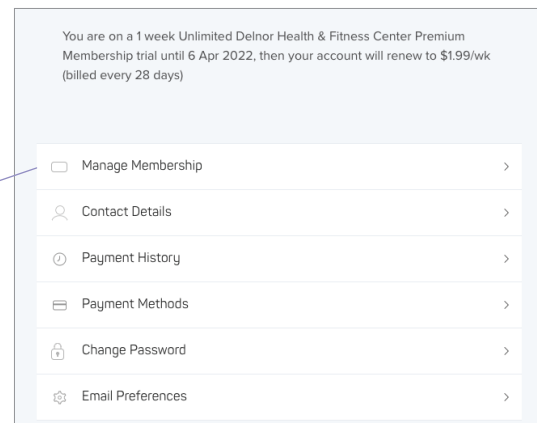 You are on a 1 week Unlimited Delnor Health & Fitness Center Premium
Membership trial until 6 Apr 2022, then your account will renew to $1.99/wk
(billed every 28 days)
Manage Membership
Contact Details
Payment History
Payment Methods
Change Password
Email Preferences